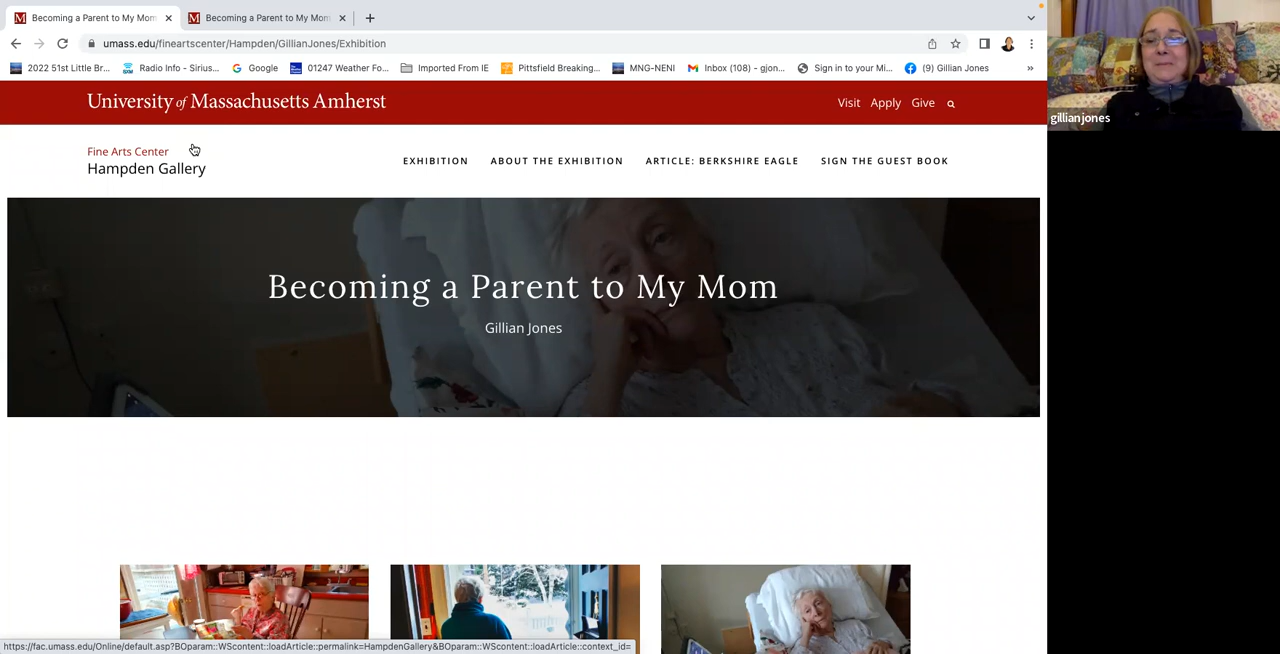 Becoming a Parent to My Mom
Becoming a Parent to My Mom
umass.edu/fineartscenter/Hampden/GillianJones/Exhibition
2022 51st Little Br... Radio Info - Sirius... Google 01247 Weather Fo... Imported From IE Pittsfield Breaking... MNG-NENI Inbox (108) - gjon... Sign in to your Mi... (9) Gillian Jones »
University of Massachusetts Amherst
Visit Apply Give
gillian jones
Fine Arts Center
Hampden Gallery
EXHIBITION ABOUT THE EXHIBITION ARTICLE: BERKSHIRE EAGLE SIGN THE GUEST BOOK
Becoming a Parent to My Mom
Gillian Jones
https://fac.umass.edu/Online/default.asp?BOparam::WScontent::loadArticle::permalink=HampdenGallery&BOparam::WScontent::loadArticle::context_id=